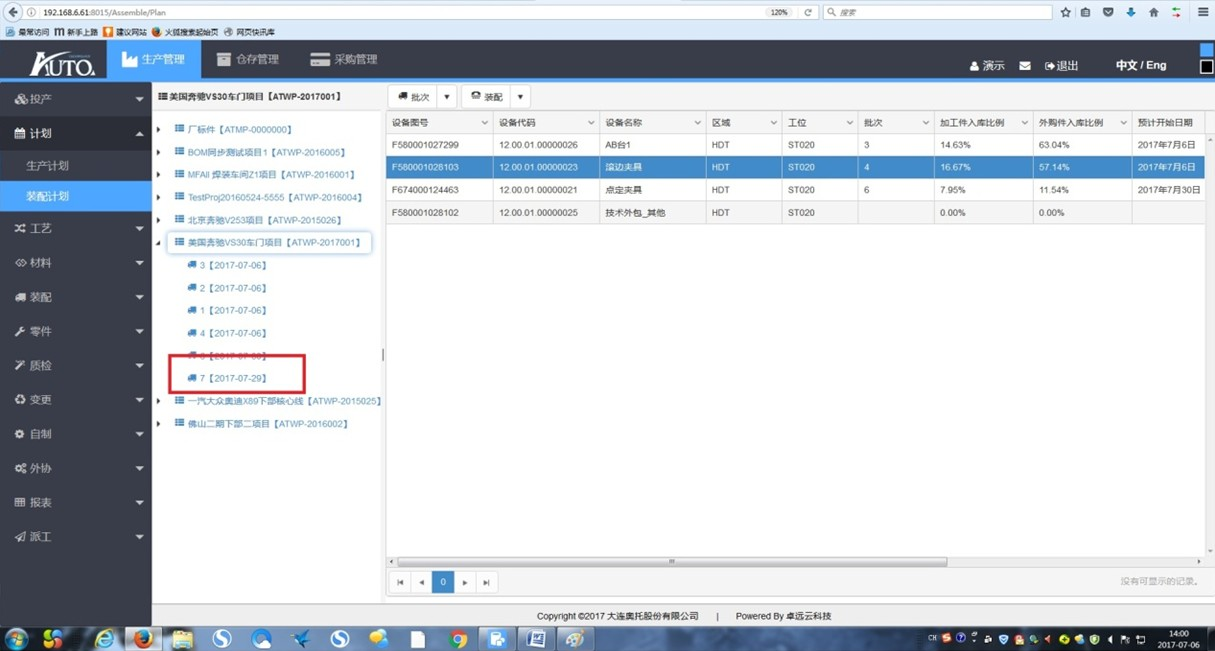 192.168.6.61:8015/Assemble/Plan
120%
搜索
最常访问 新手上路 建议网站 火狐搜索起始页 网页快讯库
AUTO.
生产管理 仓存管理 采购管理
演示 退出 中文 / Eng
投产
计划
生产计划
装配计划
工艺
材料
装配
零件
质检
变更
自制
外协
报表
派工
美国奔驰VS30车门项目【ATWP-2017001】
厂标件【ATMP-0000000】
BOM同步测试项目1【ATWP-2016005】
MFAII 焊装车间Z1项目【ATWP-2016001】
TestProj20160524-5555【ATWP-2016004】
北京奔驰V253项目【ATWP-2015026】
美国奔驰VS30车门项目【ATWP-2017001】
3【2017-07-06】
2【2017-07-06】
1【2017-07-06】
4【2017-07-06】
7【2017-07-29】
一汽大众奥迪X89下部核心线【ATWP-2015025】
佛山二期下部二项目【ATWP-2016002】
批次 装配
设备图号 设备代码 设备名称 区域 工位 批次 加工件入库比例 外购件入库比例 预计开始日期
F580001027299 12.00.01.00000026 AB台1 HDT ST020 3 14.63% 63.04% 2017年7月6日
F580001028103 12.00.01.00000023 滚边夹具 HDT ST020 4 16.67% 57.14% 2017年7月6日
F674000124463 12.00.01.00000021 点定夹具 HDT ST020 6 7.95% 11.54% 2017年7月30日
F580001028102 12.00.01.00000025 技术外包_其他 HDT ST020 0.00% 0.00%
0
没有可显示的记录。
Copyright ©2017 大连奥托股份有限公司 | Powered By 卓远云科技
CH
14:00
2017-07-06